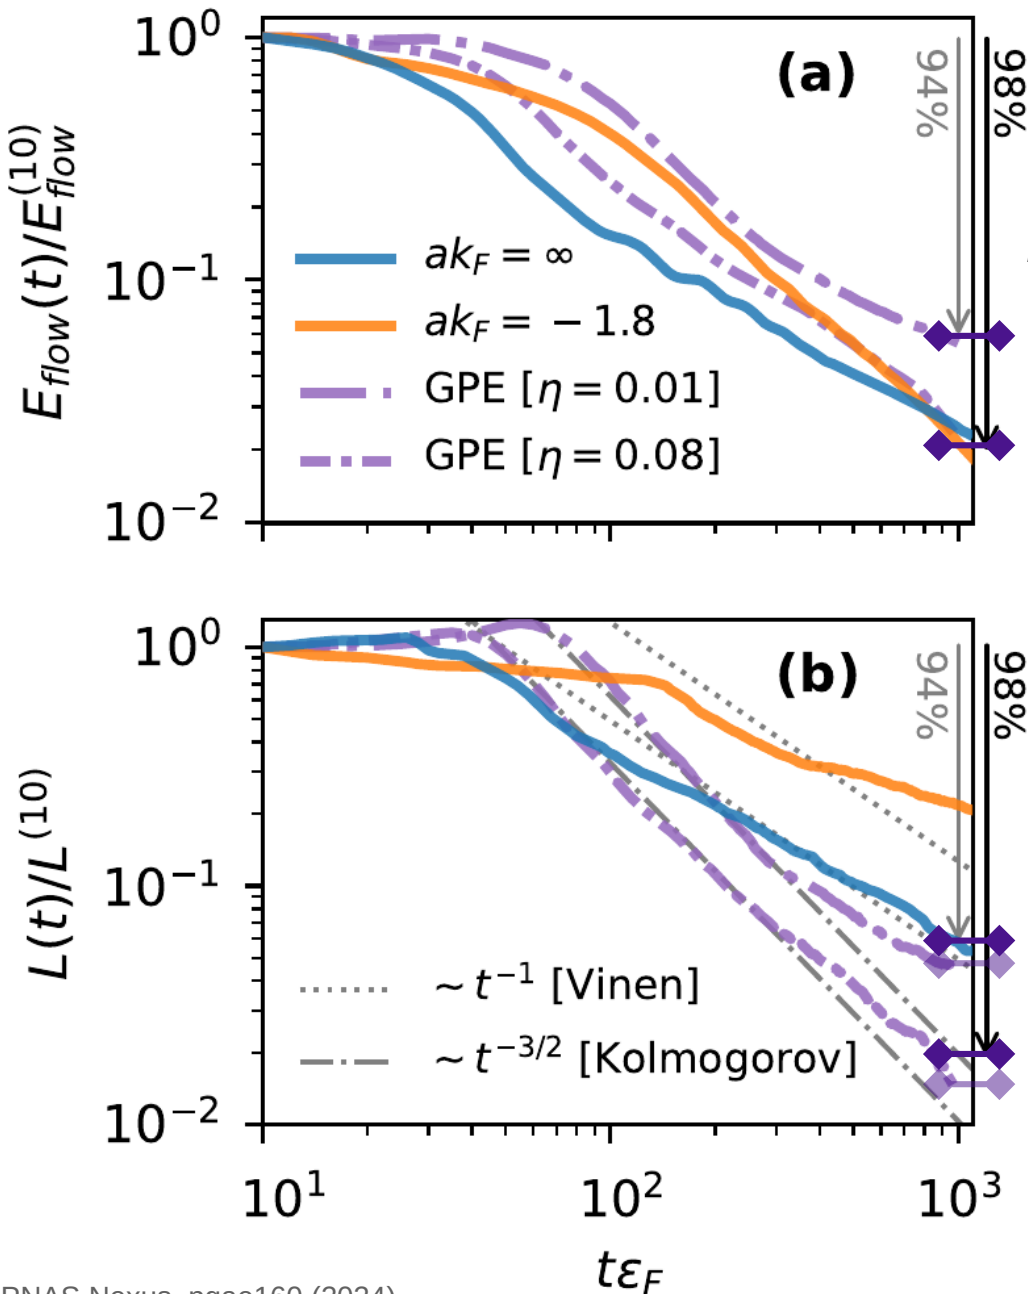 10^0
(a)
94%
98%
E_flow(t)/E_flow^(10)
ak_F = ∞
10^-1
ak_F = − 1.8
GPE [η = 0.01]
GPE [η = 0.08]
10^-2
10^0
(b)
94%
98%
L(t)/L^(10)
10^-1
~ t^-1 [Vinen]
~ t^-3/2 [Kolmogorov]
10^-2
10^1 10^2 10^3
tε_F